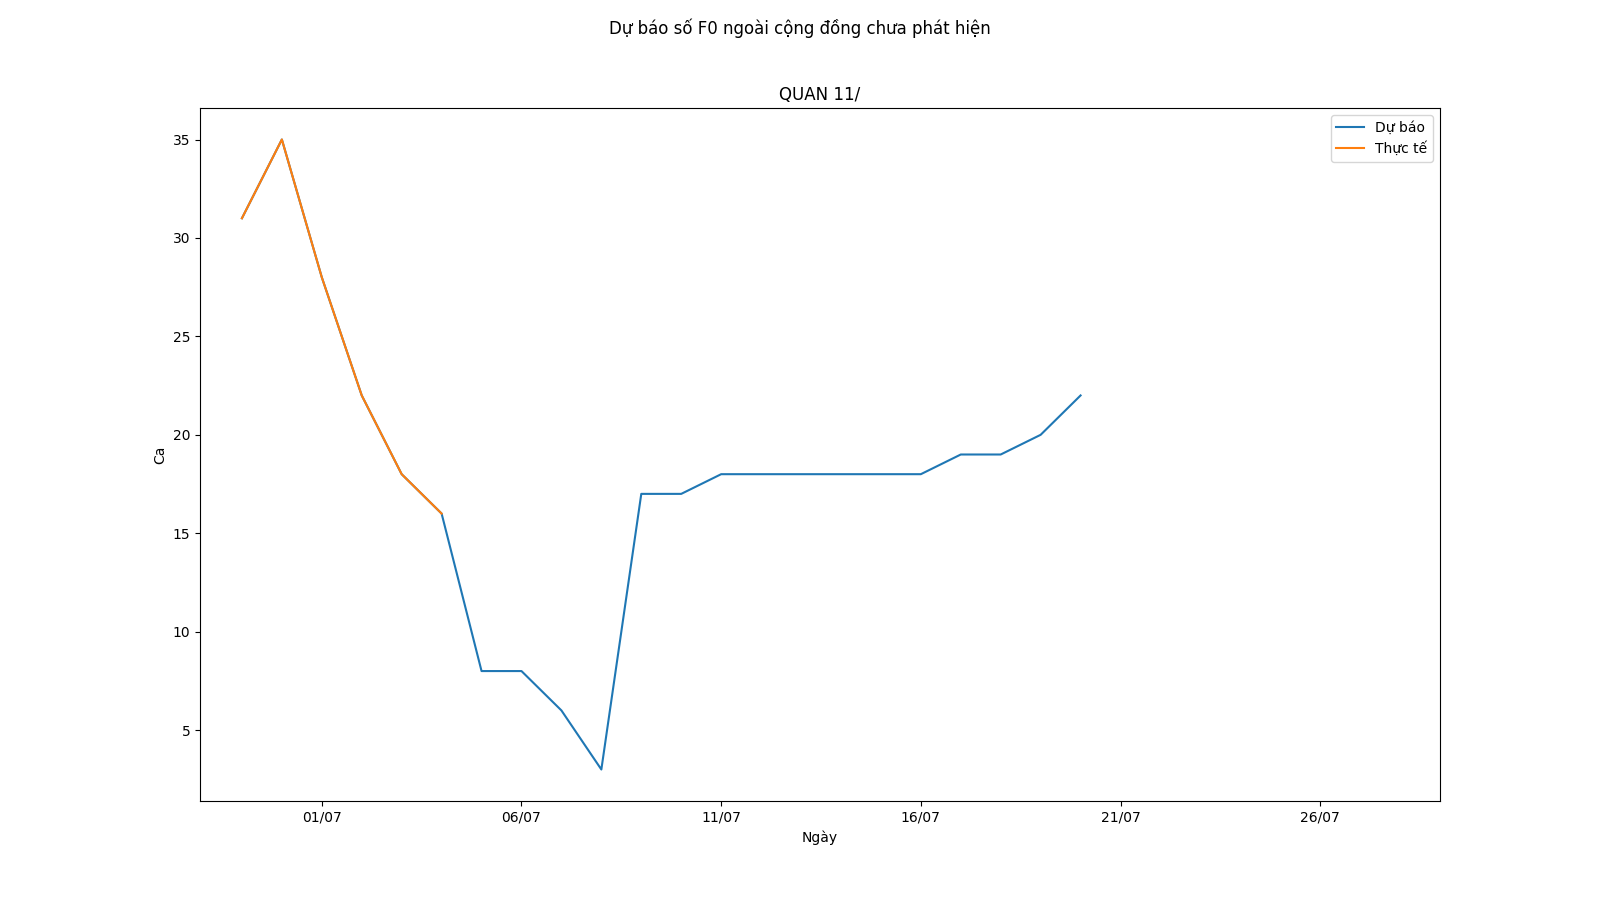 Dự báo số F0 ngoài cộng đồng chưa phát hiện
QUAN 11/
Dự báo
Thực tế
35
30
25
20
15
10
5
Ca
01/07
06/07
11/07
16/07
21/07
26/07
Ngày